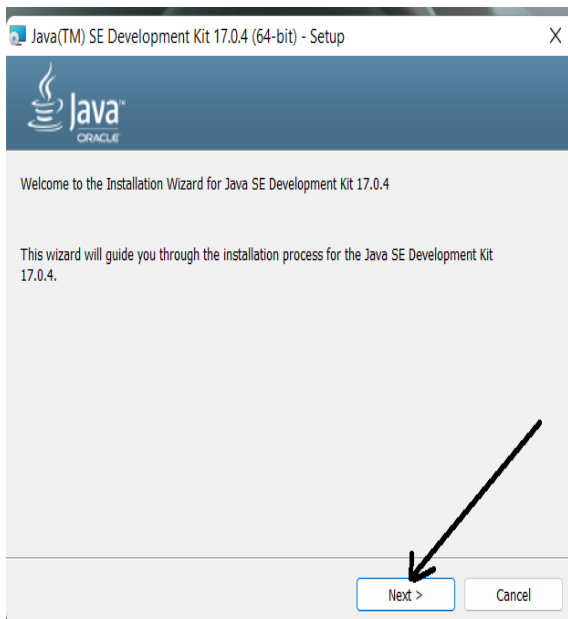 Java(TM) SE Development Kit 17.0.4 (64-bit) - Setup
Java™
ORACLE
Welcome to the Installation Wizard for Java SE Development Kit 17.0.4
This wizard will guide you through the installation process for the Java SE Development Kit
17.0.4.
Next >
Cancel